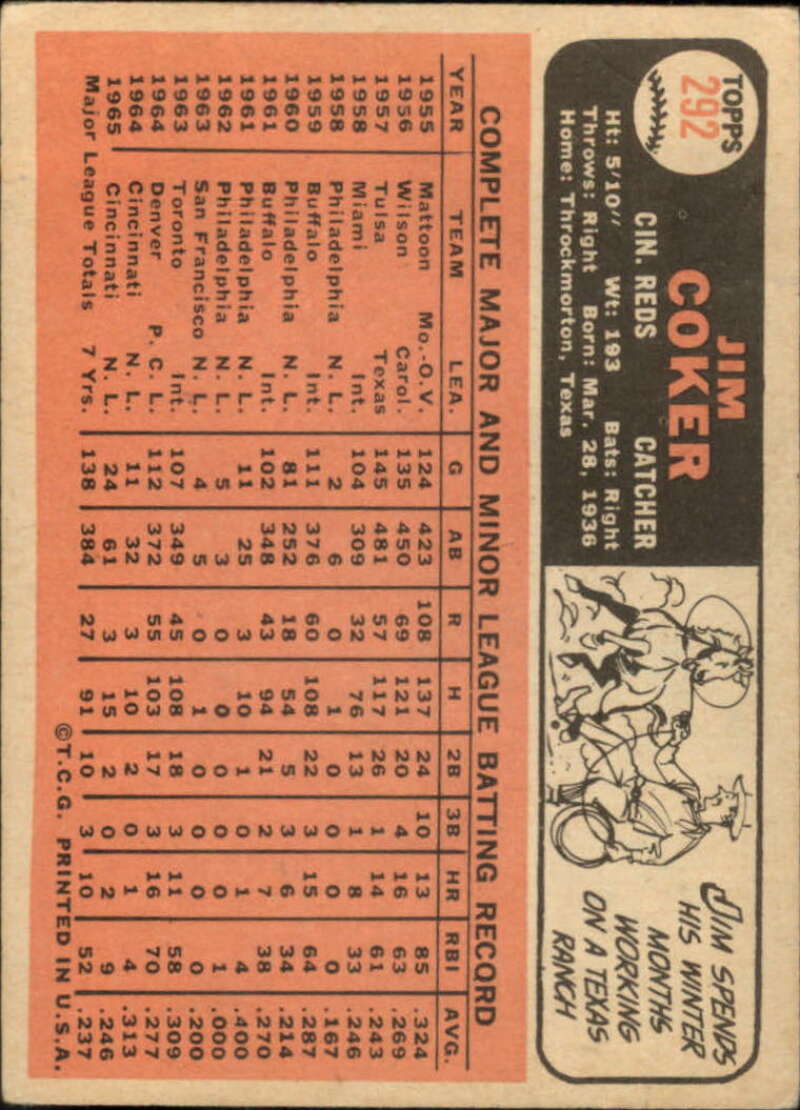 TOPPS
292
JIM
COKER
CIN. REDS CATCHER
Ht: 5'10" Wt: 193 Bats: Right
Throws: Right Born: Mar. 28, 1936
Home: Throckmorton, Texas
JIM SPENDS
HIS WINTER
MONTHS
WORKING
ON A TEXAS
RANCH
COMPLETE MAJOR AND MINOR LEAGUE BATTING RECORD
YEAR TEAM LEA. G AB R H 2B 3B HR RBI AVG.
1955 Mattoon Mo.-O.V. 124 423 108 137 24 10 13 85 .324
1956 Wilson Carol. 135 450 69 121 20 4 16 63 .269
1957 Tulsa Texas 145 481 57 117 26 1 14 61 .243
1958 Miami Int. 104 309 32 76 13 1 8 33 .246
1958 Philadelphia N. L. 2 6 0 1 0 0 0 0 .167
1959 Buffalo Int. 111 376 60 108 22 3 15 64 .287
1960 Philadelphia N. L. 81 252 18 54 5 3 6 34 .214
1961 Buffalo Int. 102 348 43 94 21 2 7 38 .270
1961 Philadelphia N. L. 11 25 3 10 1 0 1 4 .400
1962 Philadelphia N. L. 5 3 0 0 0 0 0 1 .000
1963 San Francisco N. L. 4 5 0 1 0 0 0 0 .200
1963 Toronto Int. 107 349 45 108 18 3 11 58 .309
1964 Denver P. C. L. 112 372 55 103 17 3 16 70 .277
1964 Cincinnati N. L. 11 32 3 10 2 0 1 4 .313
1965 Cincinnati N. L. 24 61 3 15 2 0 2 9 .246
Major League Totals 7 Yrs. 138 384 27 91 10 3 10 52 .237
©T.C.G. PRINTED IN U.S.A.